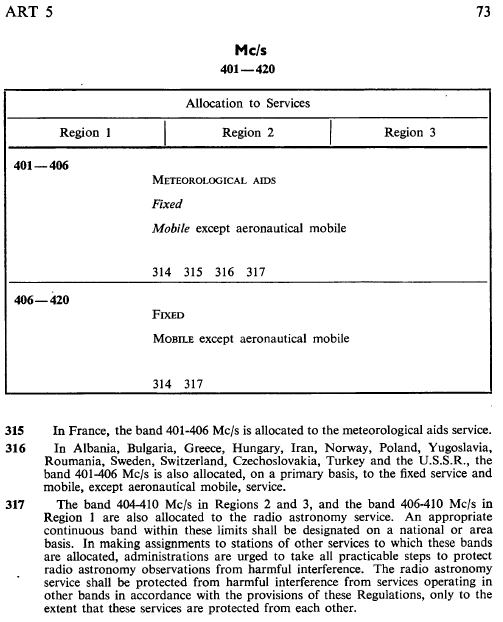 ART 5 73
Mc/s
401—420
Allocation to Services
Region 1 Region 2 Region 3
401—406
METEOROLOGICAL AIDS
Fixed
Mobile except aeronautical mobile
314 315 316 317
406—420
FIXED
MOBILE except aeronautical mobile
314 317
315 In France, the band 401-406 Mc/s is allocated to the meteorological aids service.
316 In Albania, Bulgaria, Greece, Hungary, Iran, Norway, Poland, Yugoslavia,
Roumania, Sweden, Switzerland, Czechoslovakia, Turkey and the U.S.S.R., the
band 401-406 Mc/s is also allocated, on a primary basis, to the fixed service and
mobile, except aeronautical mobile, service.
317 The band 404-410 Mc/s in Regions 2 and 3, and the band 406-410 Mc/s in
Region 1 are also allocated to the radio astronomy service. An appropriate
continuous band within these limits shall be designated on a national or area
basis. In making assignments to stations of other services to which these bands
are allocated, administrations are urged to take all practicable steps to protect
radio astronomy observations from harmful interference. The radio astronomy
service shall be protected from harmful interference from services operating in
other bands in accordance with the provisions of these Regulations, only to the
extent that these services are protected from each other.